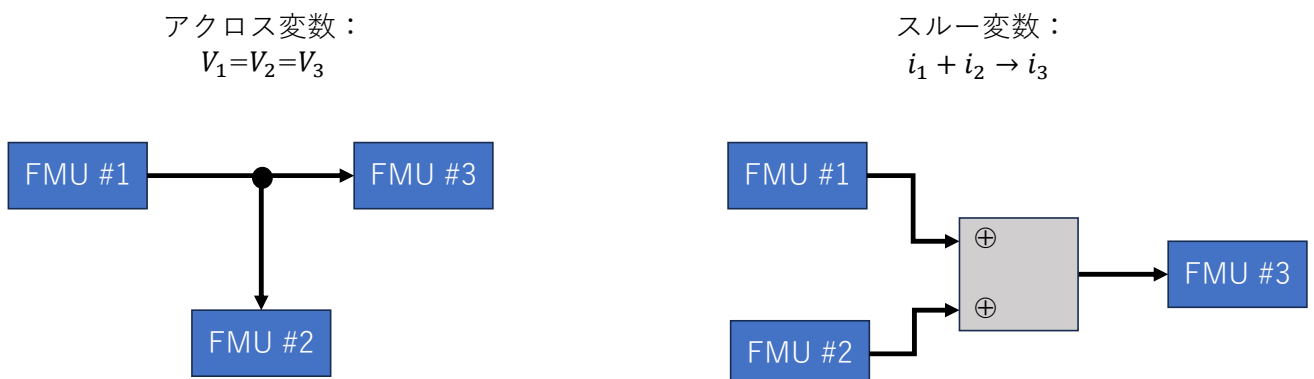 アクロス変数：
V₁=V₂=V₃
FMU #1
FMU #3
FMU #2
スルー変数：
i₁ + i₂ → i₃
FMU #1
⊕
⊕
FMU #3
FMU #2